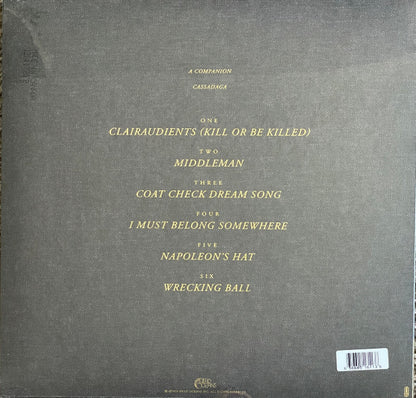 A COMPANION
CASSADAGA
ONE
CLAIRAUDIENTS (KILL OR BE KILLED)
TWO
MIDDLEMAN
THREE
COAT CHECK DREAM SONG
FOUR
I MUST BELONG SOMEWHERE
FIVE
NAPOLEON'S HAT
SIX
WRECKING BALL